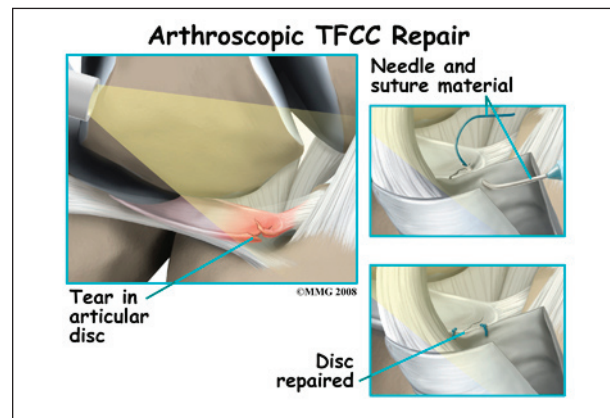 Arthroscopic TFCC Repair
Needle and
suture material
©MMG 2008
Tear in
articular
disc
Disc
repaired